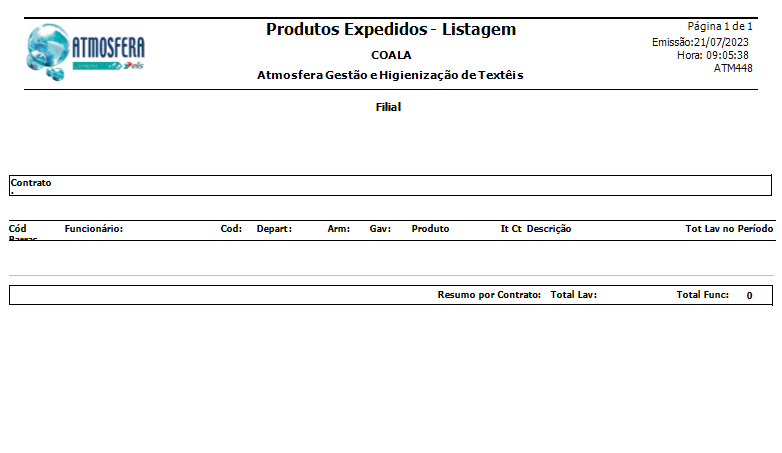 ATMOSFERA
elis
Produtos Expedidos - Listagem
COALA
Atmosfera Gestão e Higienização de Textêis
Página 1 de 1
Emissão:21/07/2023
Hora: 09:05:38
ATM448
Filial
Contrato
:
Cód Barras Funcionário: Cod: Depart: Arm: Gav: Produto It Ct Descrição Tot Lav no Período
Resumo por Contrato: Total Lav: Total Func: 0